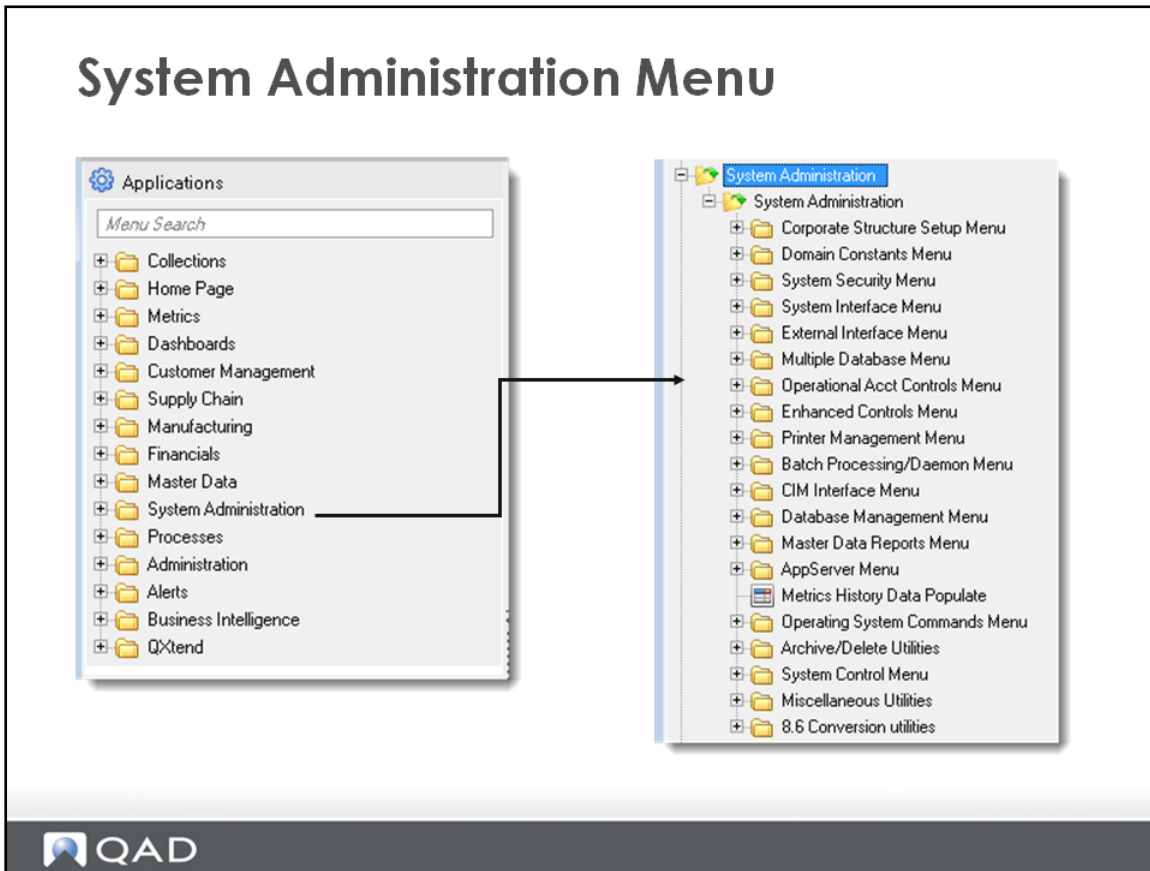 System Administration Menu
Applications
Menu Search
Collections
Home Page
Metrics
Dashboards
Customer Management
Supply Chain
Manufacturing
Financials
Master Data
System Administration
Processes
Administration
Alerts
Business Intelligence
QXtend
System Administration
System Administration
Corporate Structure Setup Menu
Domain Constants Menu
System Security Menu
System Interface Menu
External Interface Menu
Multiple Database Menu
Operational Acct Controls Menu
Enhanced Controls Menu
Printer Management Menu
Batch Processing/Daemon Menu
CIM Interface Menu
Database Management Menu
Master Data Reports Menu
AppServer Menu
Metrics History Data Populate
Operating System Commands Menu
Archive/Delete Utilities
System Control Menu
Miscellaneous Utilities
8.6 Conversion utilities
QAD